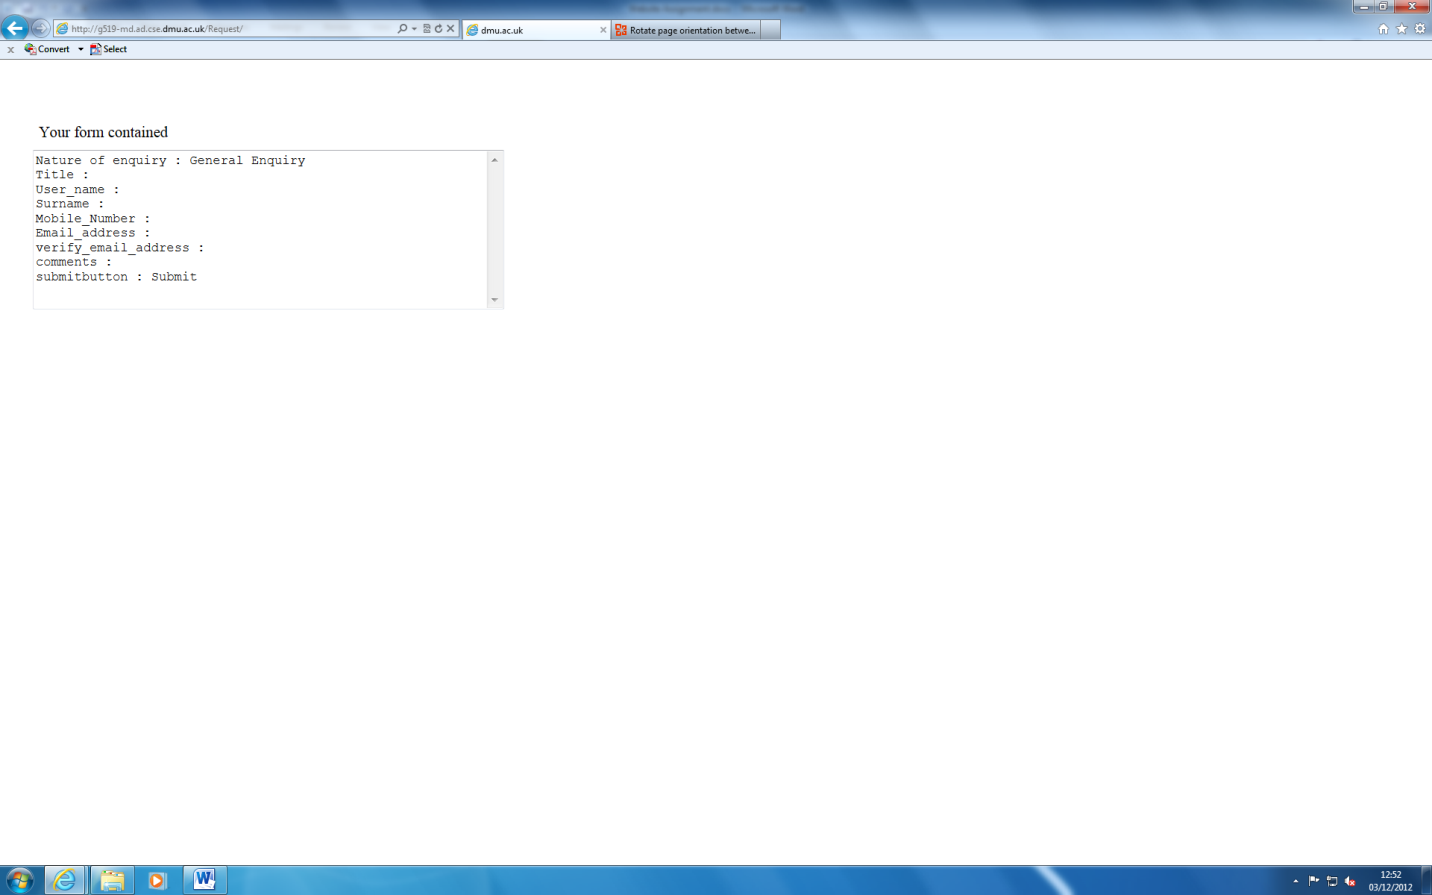 http://g519-md.ad.cse.dmu.ac.uk/Request/
dmu.ac.uk
Rotate page orientation betwe...
x Convert Select
Your form contained
Nature of enquiry : General Enquiry
Title :
User_name :
Surname :
Mobile_Number :
Email_address :
verify_email_address :
comments :
submitbutton : Submit
12:52
03/12/2012